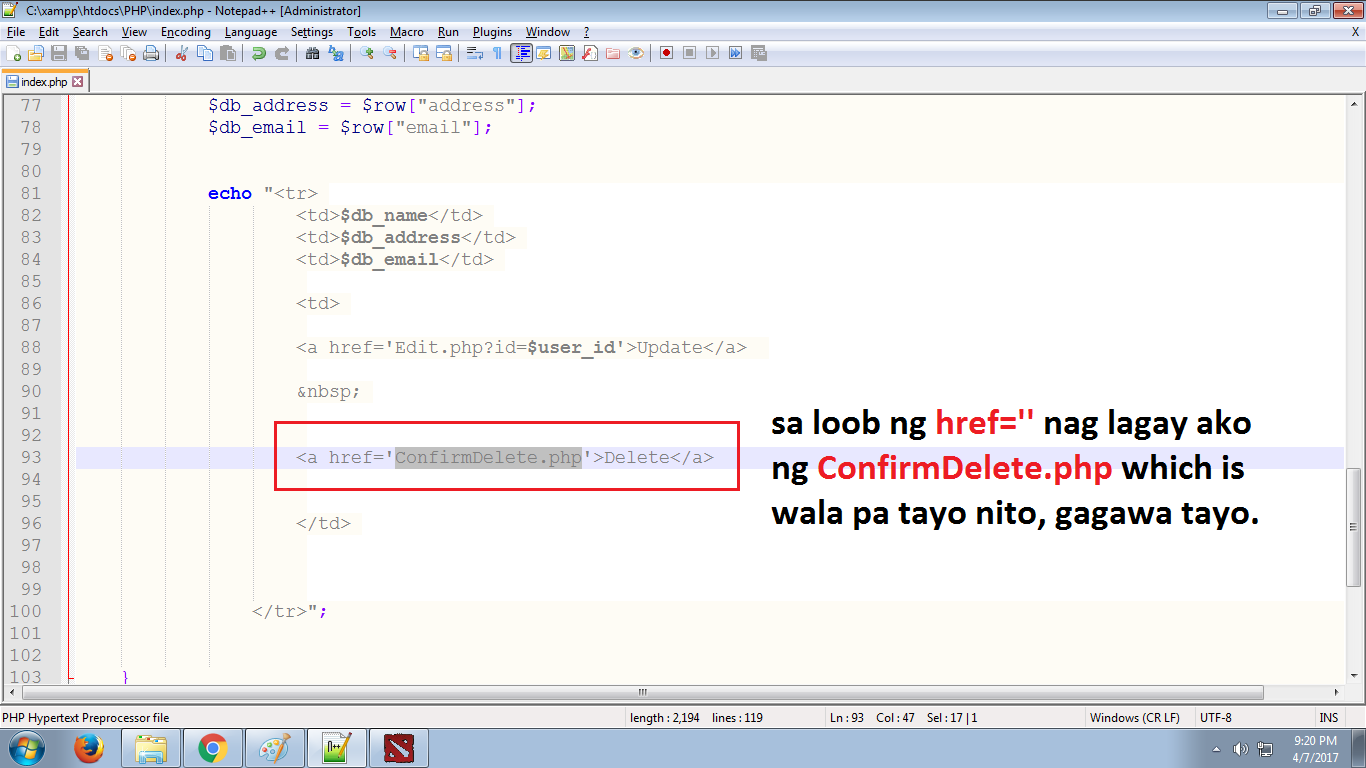 C:\xampp\htdocs\PHP\index.php - Notepad++ [Administrator]
File Edit Search View Encoding Language Settings Tools Macro Run Plugins Window ? X
index.php
77 $db_address = $row["address"];
78 $db_email = $row["email"];
79
80
81 echo "<tr>
82 <td>$db_name</td>
83 <td>$db_address</td>
84 <td>$db_email</td>
85
86 <td>
87
88 <a href='Edit.php?id=$user_id'>Update</a>
89
90 &nbsp;
91
92
93 <a href='ConfirmDelete.php'>Delete</a>
94
95
96 </td>
97
98
99
100 </tr>";
101
102
103 }
sa loob ng href='' nag lagay ako
ng ConfirmDelete.php which is
wala pa tayo nito, gagawa tayo.
PHP Hypertext Preprocessor file length : 2,194 lines : 119 Ln : 93 Col : 47 Sel : 17 | 1 Windows (CR LF) UTF-8 INS
9:20 PM
4/7/2017